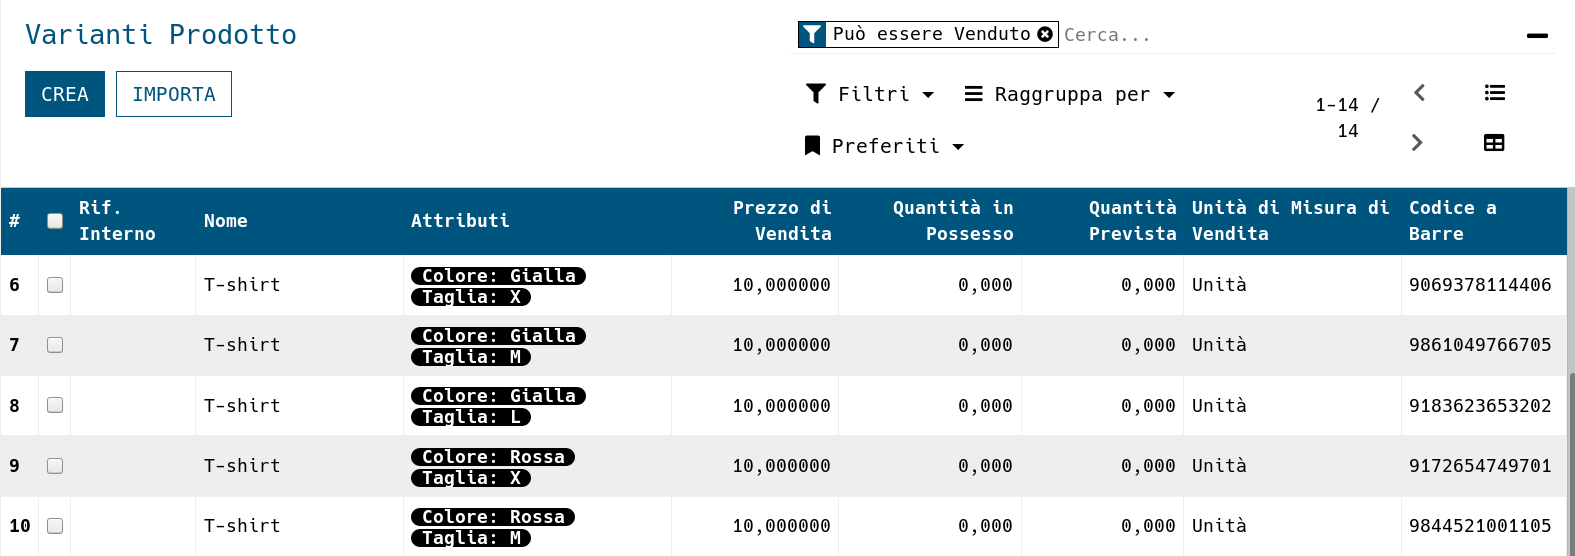 Varianti Prodotto
Può essere Venduto Cerca...
CREA IMPORTA
Filtri Raggruppa per
1-14 / 14
Preferiti
# Rif. Interno Nome Attributi Prezzo di Vendita Quantità in Possesso Quantità Prevista Unità di Misura di Vendita Codice a Barre
6 T-shirt Colore: Gialla Taglia: X 10,000000 0,000 0,000 Unità 9069378114406
7 T-shirt Colore: Gialla Taglia: M 10,000000 0,000 0,000 Unità 9861049766705
8 T-shirt Colore: Gialla Taglia: L 10,000000 0,000 0,000 Unità 9183623653202
9 T-shirt Colore: Rossa Taglia: X 10,000000 0,000 0,000 Unità 9172654749701
10 T-shirt Colore: Rossa Taglia: M 10,000000 0,000 0,000 Unità 9844521001105